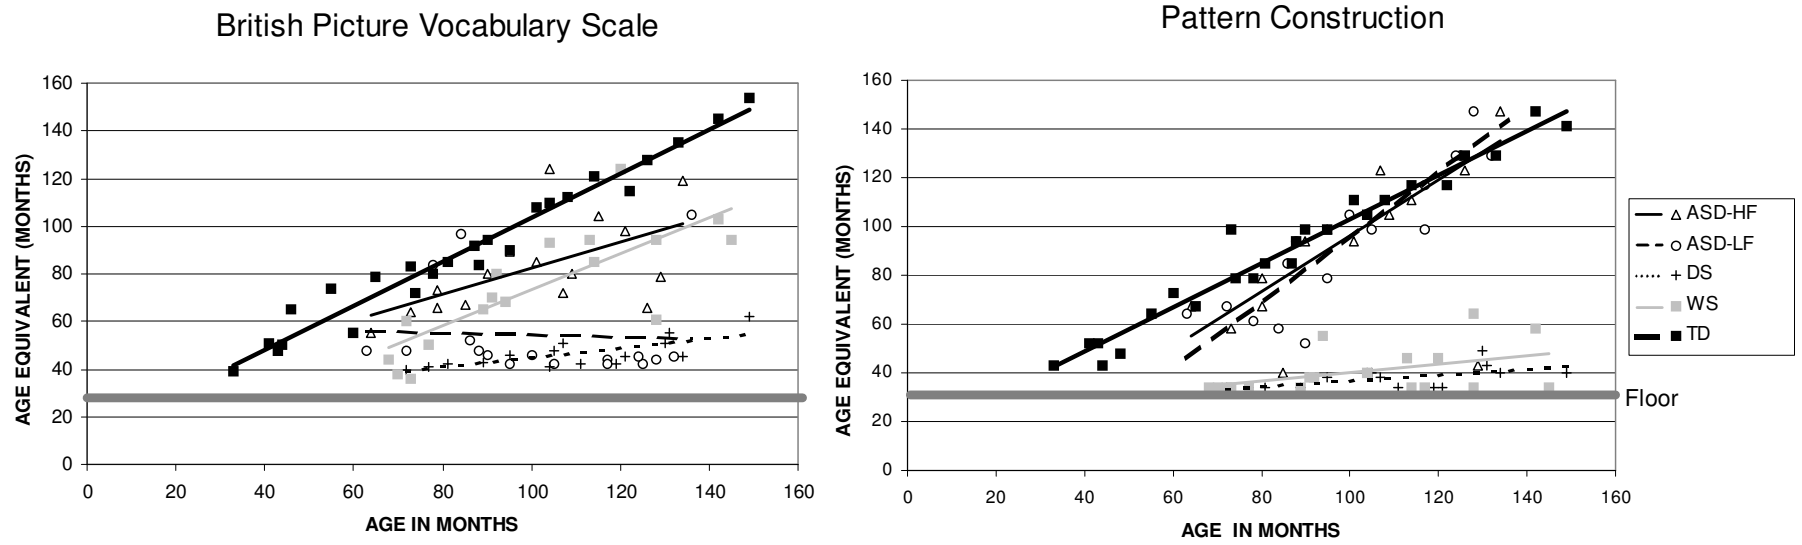 British Picture Vocabulary Scale
Pattern Construction
AGE EQUIVALENT (MONTHS)
160
140
120
100
80
60
40
20
0
0 20 40 60 80 100 120 140 160
AGE IN MONTHS
AGE EQUIVALENT (MONTHS)
160
140
120
100
80
60
40
20
0
0 20 40 60 80 100 120 140 160
AGE IN MONTHS
Floor
ASD-HF
ASD-LF
DS
WS
TD